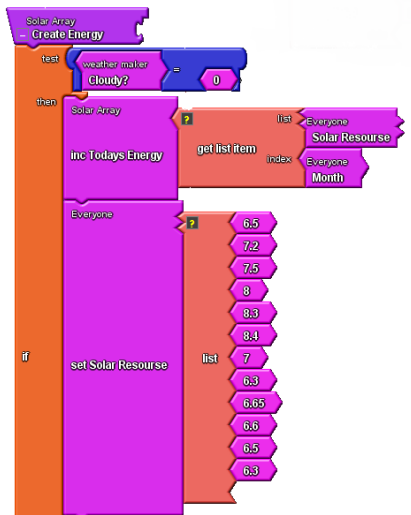 Solar Array
– Create Energy
test
weather maker
Cloudy?
=
0
then
Solar Array
inc Todays Energy
?
get list item
list
Everyone
Solar Resourse
index
Everyone
Month
Everyone
set Solar Resourse
?
list
6.5
7.2
7.5
8
8.3
8.4
7
6.3
6.65
6.6
6.5
6.3
if